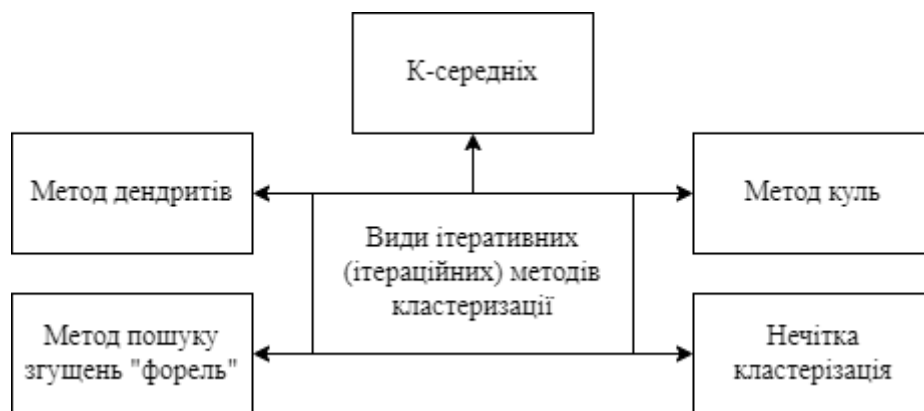 К-середніх
Метод дендритів
Метод куль
Види ітеративних
(ітераційних) методів
кластеризації
Метод пошуку
згущень "форель"
Нечітка
кластерізація